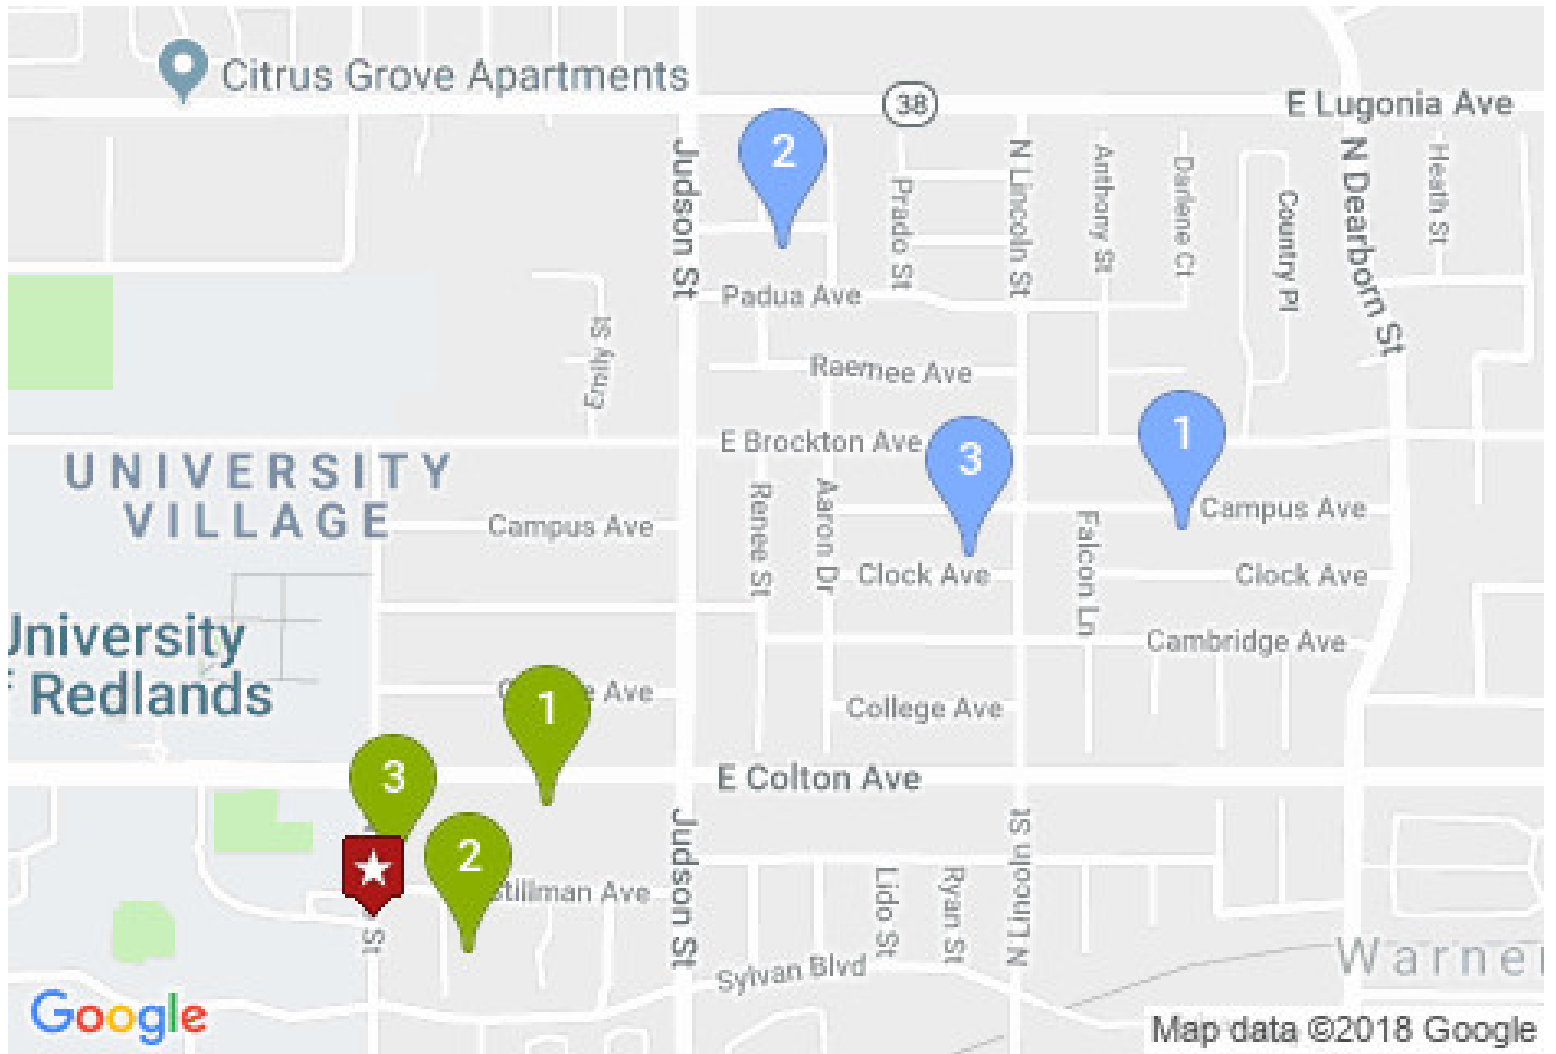 Citrus Grove Apartments
38
E Lugonia Ave
2
Judson St
Prado St
N Lincoln St
Anthony St
Darlene Ct
Country Pl
N Dearborn St
Heath St
Padua Ave
Emily St
Raemee Ave
E Brockton Ave
3
1
UNIVERSITY
VILLAGE
Campus Ave
Renee St
Aaron Dr
Campus Ave
Falcon Ln
Clock Ave
Clock Ave
University
Redlands
Cambridge Ave
Ave
1
College Ave
3
E Colton Ave
2
Stillman Ave
St
Judson St
Lido St
Ryan St
N Lincoln St
Sylvan Blvd
Warner
Google
Map data ©2018 Google